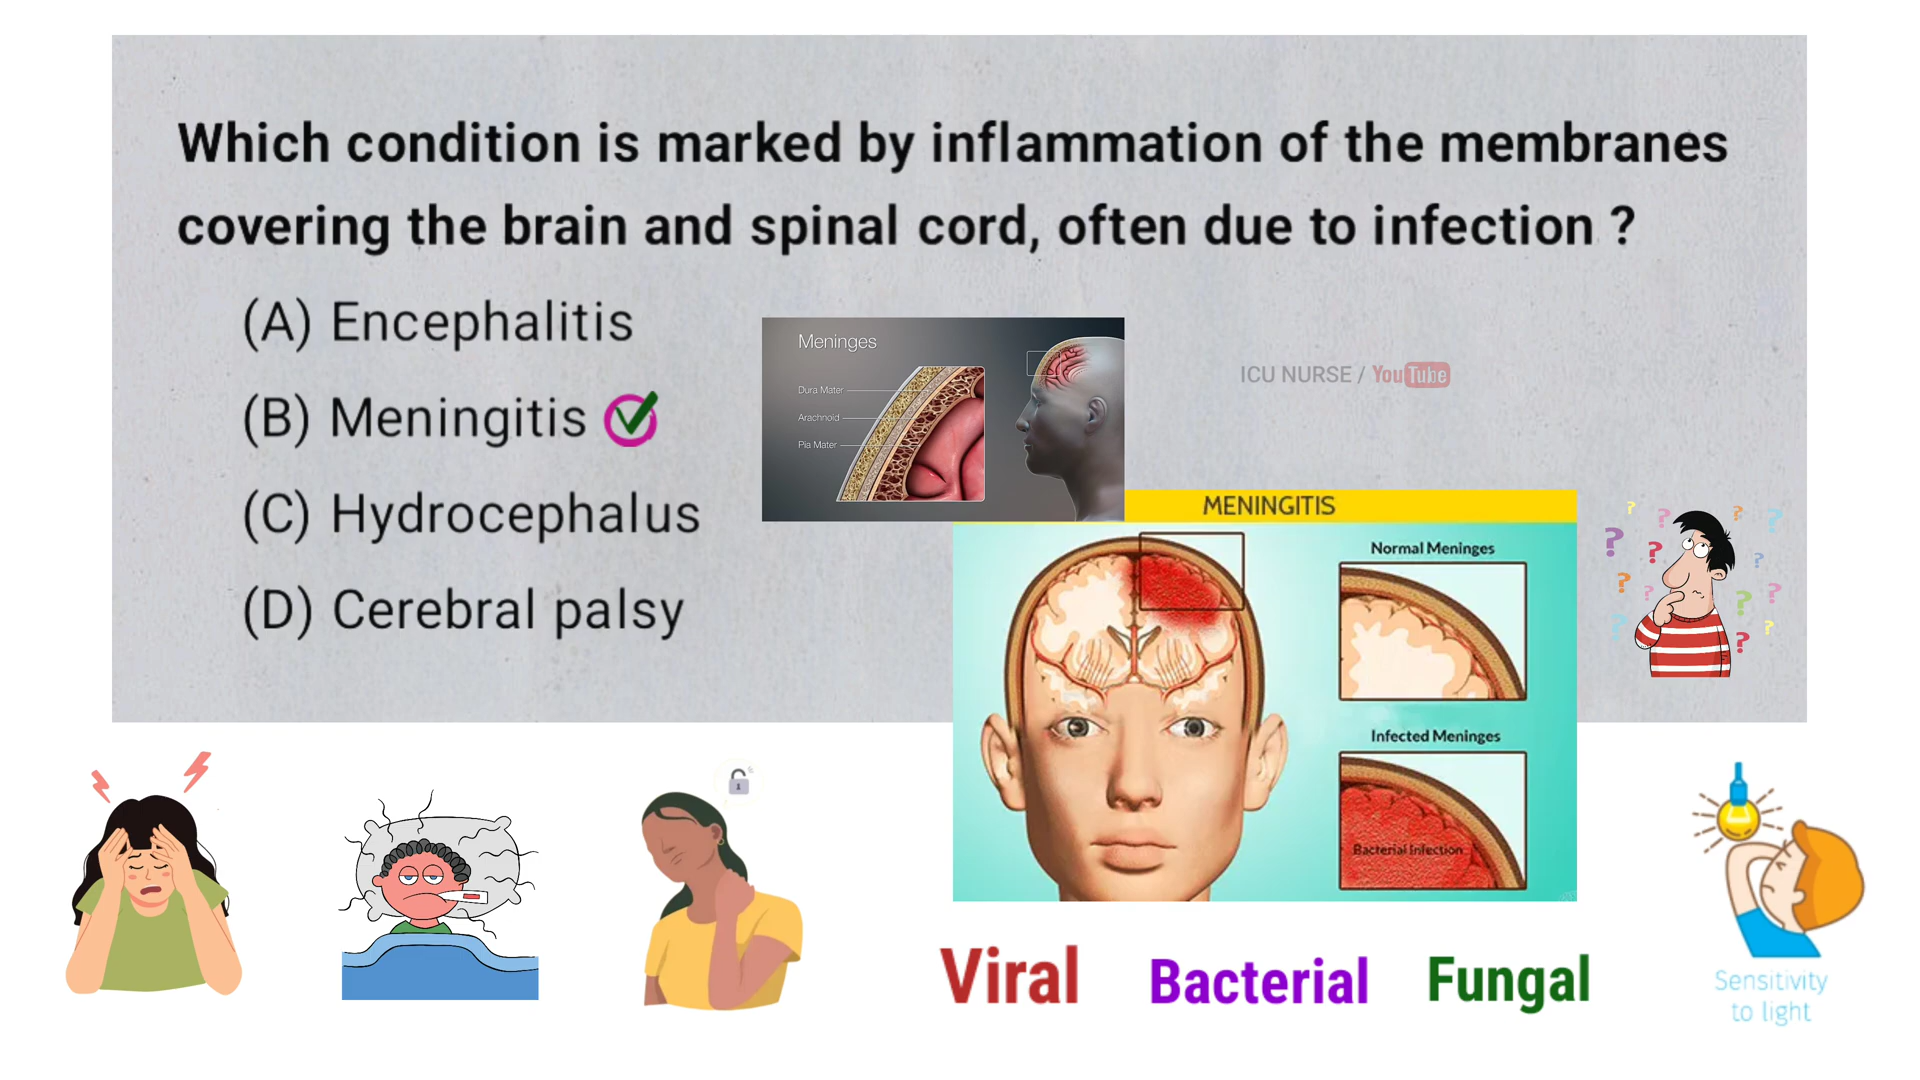 Which condition is marked by inflammation of the membranes
covering the brain and spinal cord, often due to infection ?
(A) Encephalitis
(B) Meningitis
(C) Hydrocephalus
(D) Cerebral palsy
Meninges
Dura Mater
Arachnoid
Pia Mater
ICU NURSE / YouTube
MENINGITIS
Normal Meninges
Infected Meninges
Bacterial Infection
Viral Bacterial Fungal
Sensitivity
to light